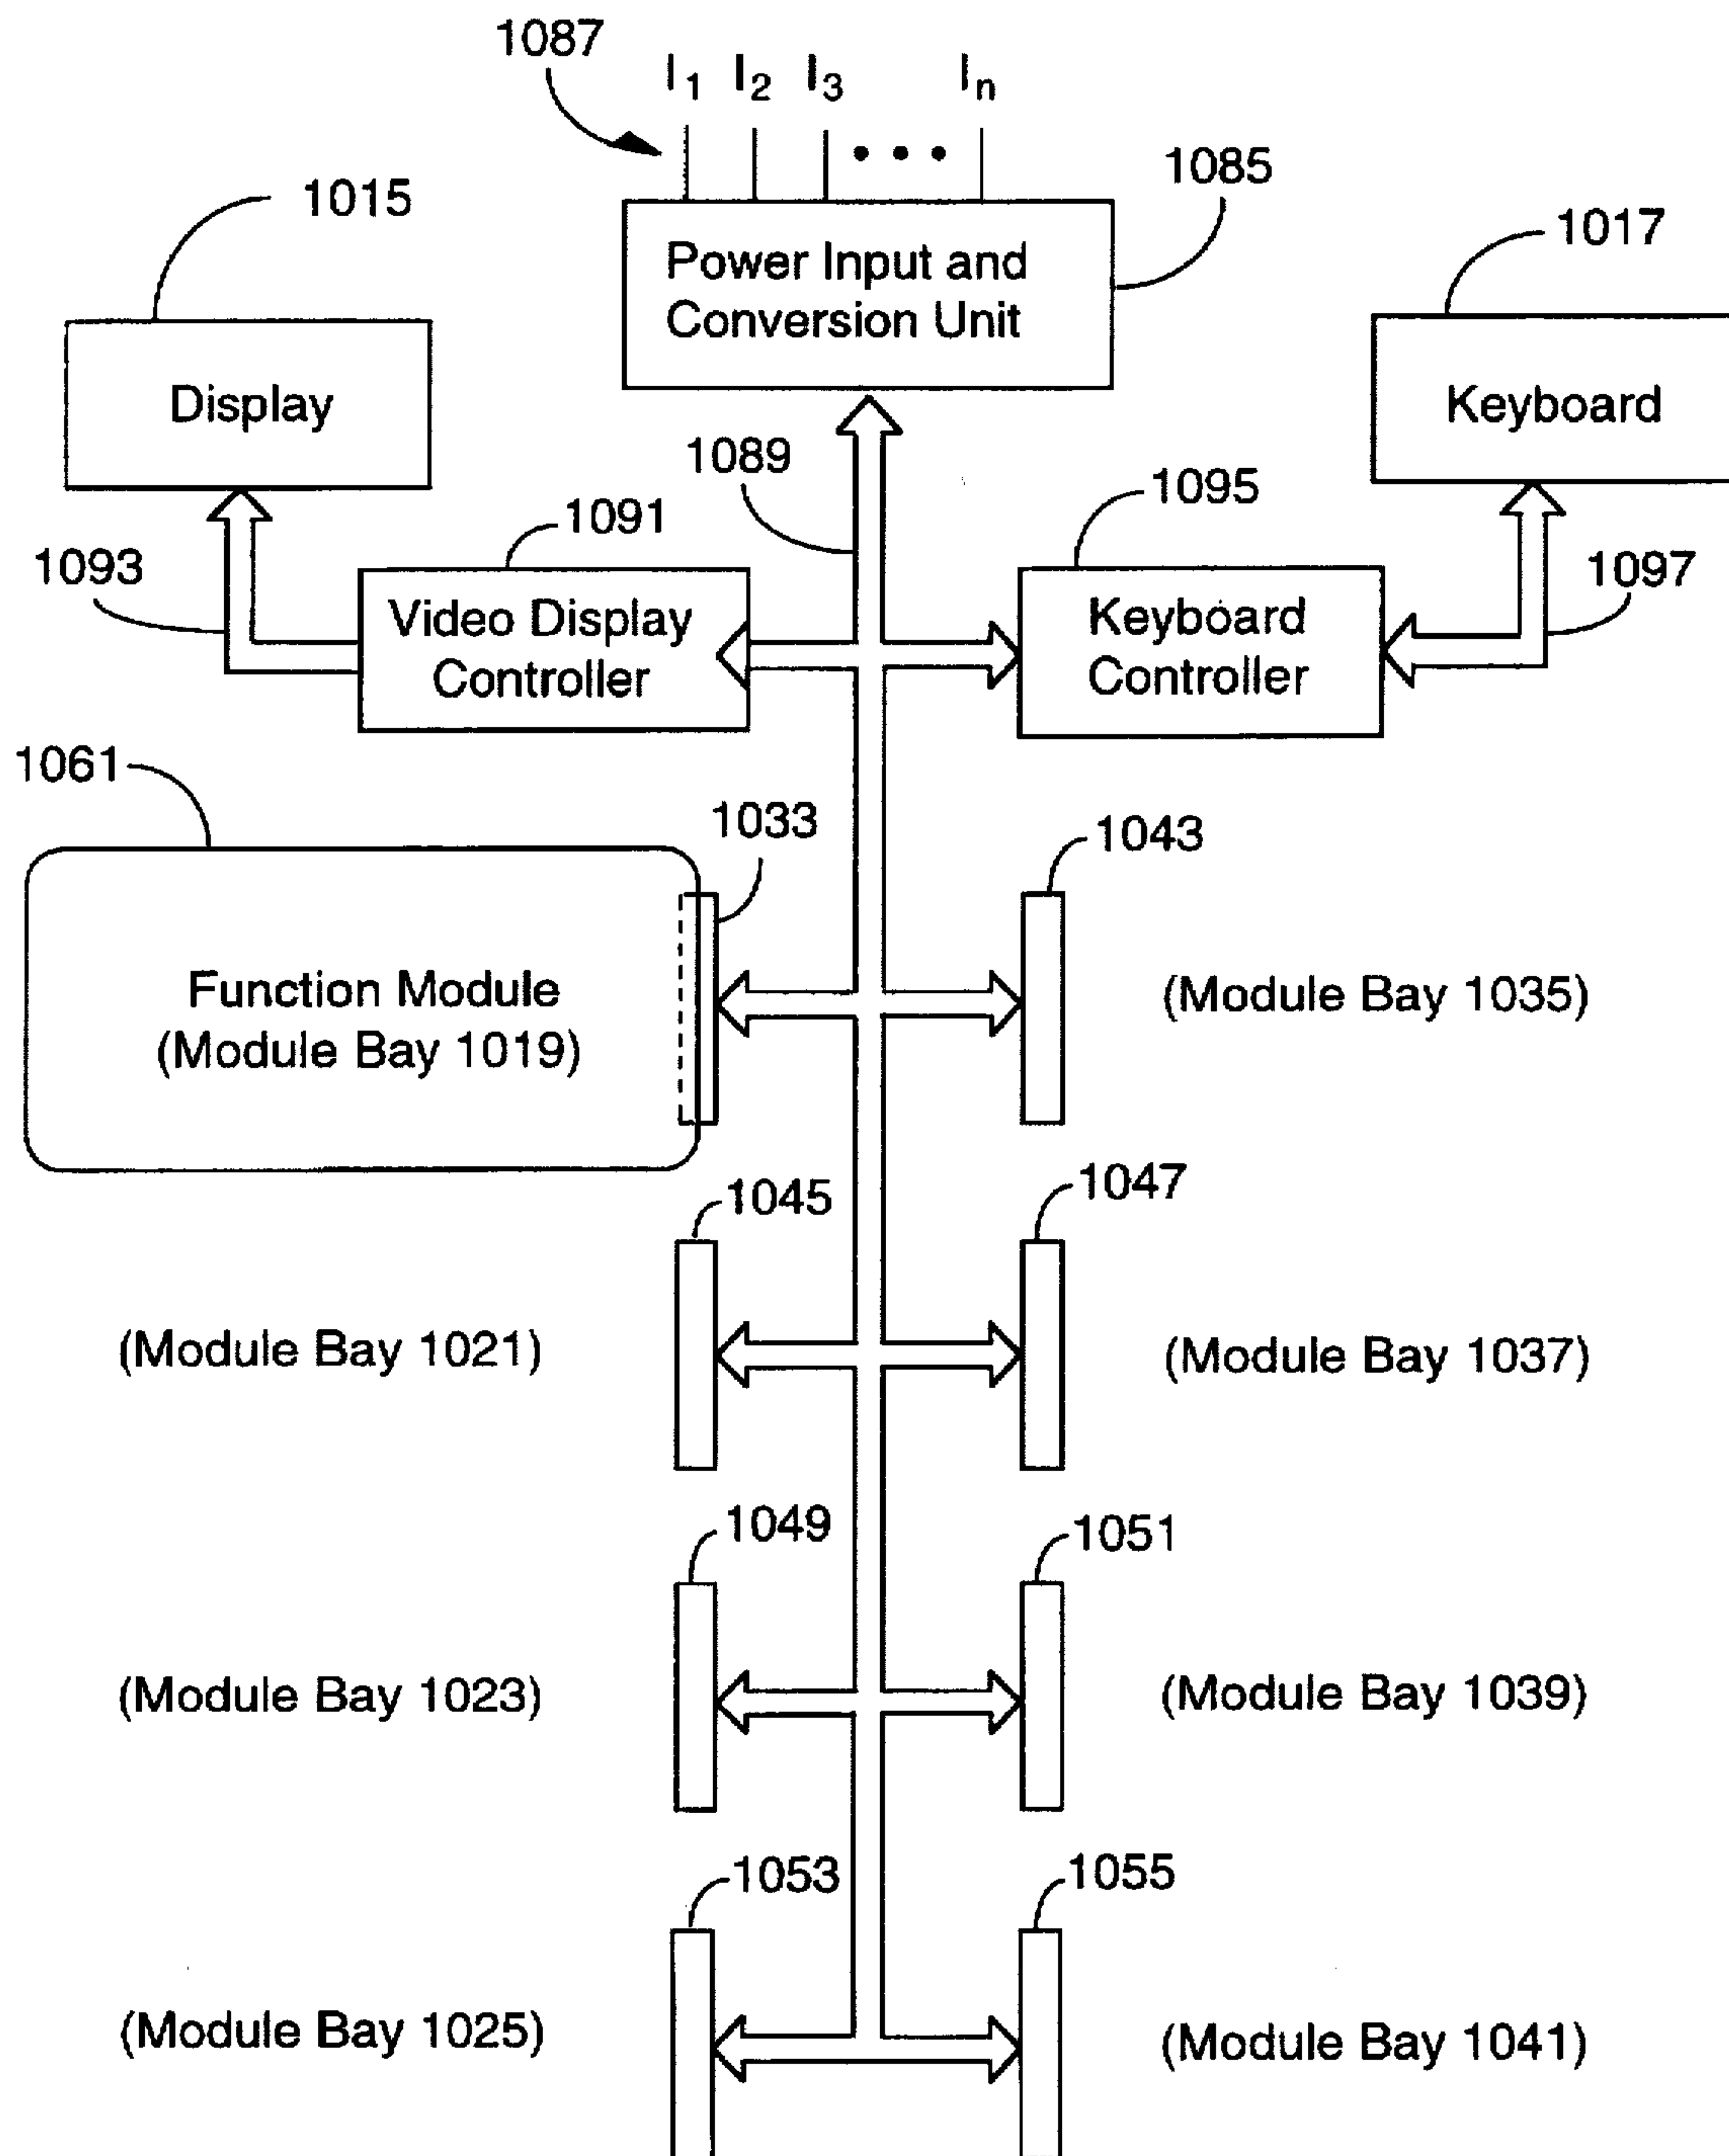 1087
I1 I2 I3 • • • In
1085
1015
1017
Power Input and
Conversion Unit
Display
Keyboard
1089
1095
1091
1093
1097
Video Display
Controller
Keyboard
Controller
1061
1033
1043
Function Module
(Module Bay 1019)
(Module Bay 1035)
1045
1047
(Module Bay 1021)
(Module Bay 1037)
1049
1051
(Module Bay 1023)
(Module Bay 1039)
1053
1055
(Module Bay 1025)
(Module Bay 1041)